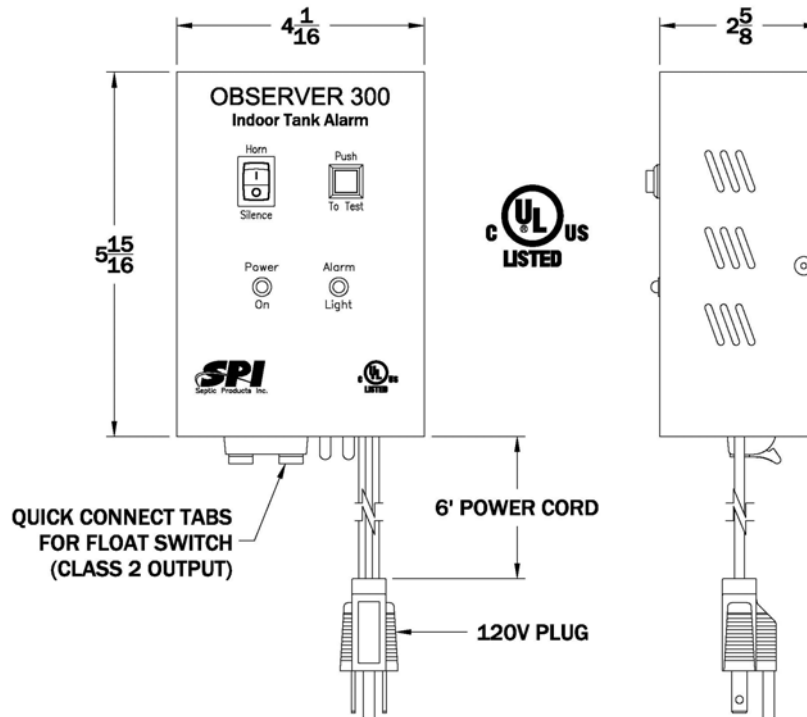 4 1/16
2 5/8
5 15/16
OBSERVER 300
Indoor Tank Alarm
Horn
Push
I
O
Silence
To Test
Power
Alarm
On
Light
SPI
Septic Products Inc.
C UL US
LISTED
C UL ® US
LISTED
QUICK CONNECT TABS
FOR FLOAT SWITCH
(CLASS 2 OUTPUT)
6' POWER CORD
120V PLUG